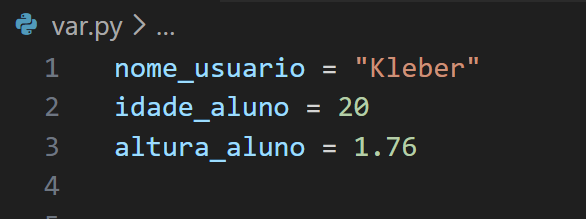 var.py > ...
1 nome_usuario = "Kleber"
2 idade_aluno = 20
3 altura_aluno = 1.76
4